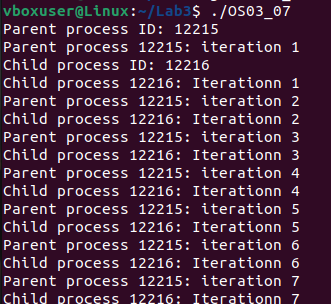 vboxuser@Linux:~/Lab3$ ./OS03_07
Parent process ID: 12215
Parent process 12215: iteration 1
Child process ID: 12216
Child process 12216: Iterationn 1
Parent process 12215: iteration 2
Child process 12216: Iterationn 2
Parent process 12215: iteration 3
Child process 12216: Iterationn 3
Parent process 12215: iteration 4
Child process 12216: Iterationn 4
Parent process 12215: iteration 5
Child process 12216: Iterationn 5
Parent process 12215: iteration 6
Child process 12216: Iterationn 6
Parent process 12215: iteration 7
Child process 12216: Iterationn 7